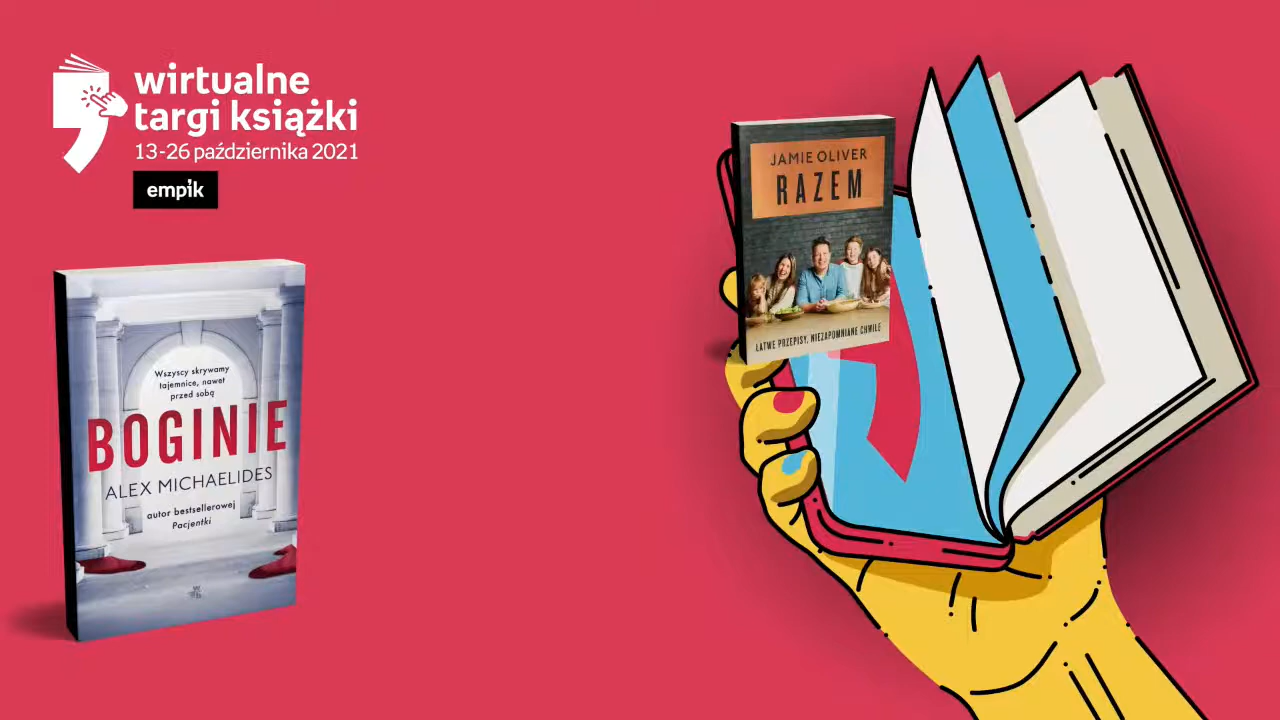 wirtualne
targi książki
13-26 października 2021
empik
Wszyscy skrywamy
tajemnice, nawet
przed sobą
BOGINIE
ALEX MICHAELIDES
autor bestsellerowej
Pacjentki
JAMIE OLIVER
RAZEM
ŁATWE PRZEPISY, NIEZAPOMNIANE CHWILE